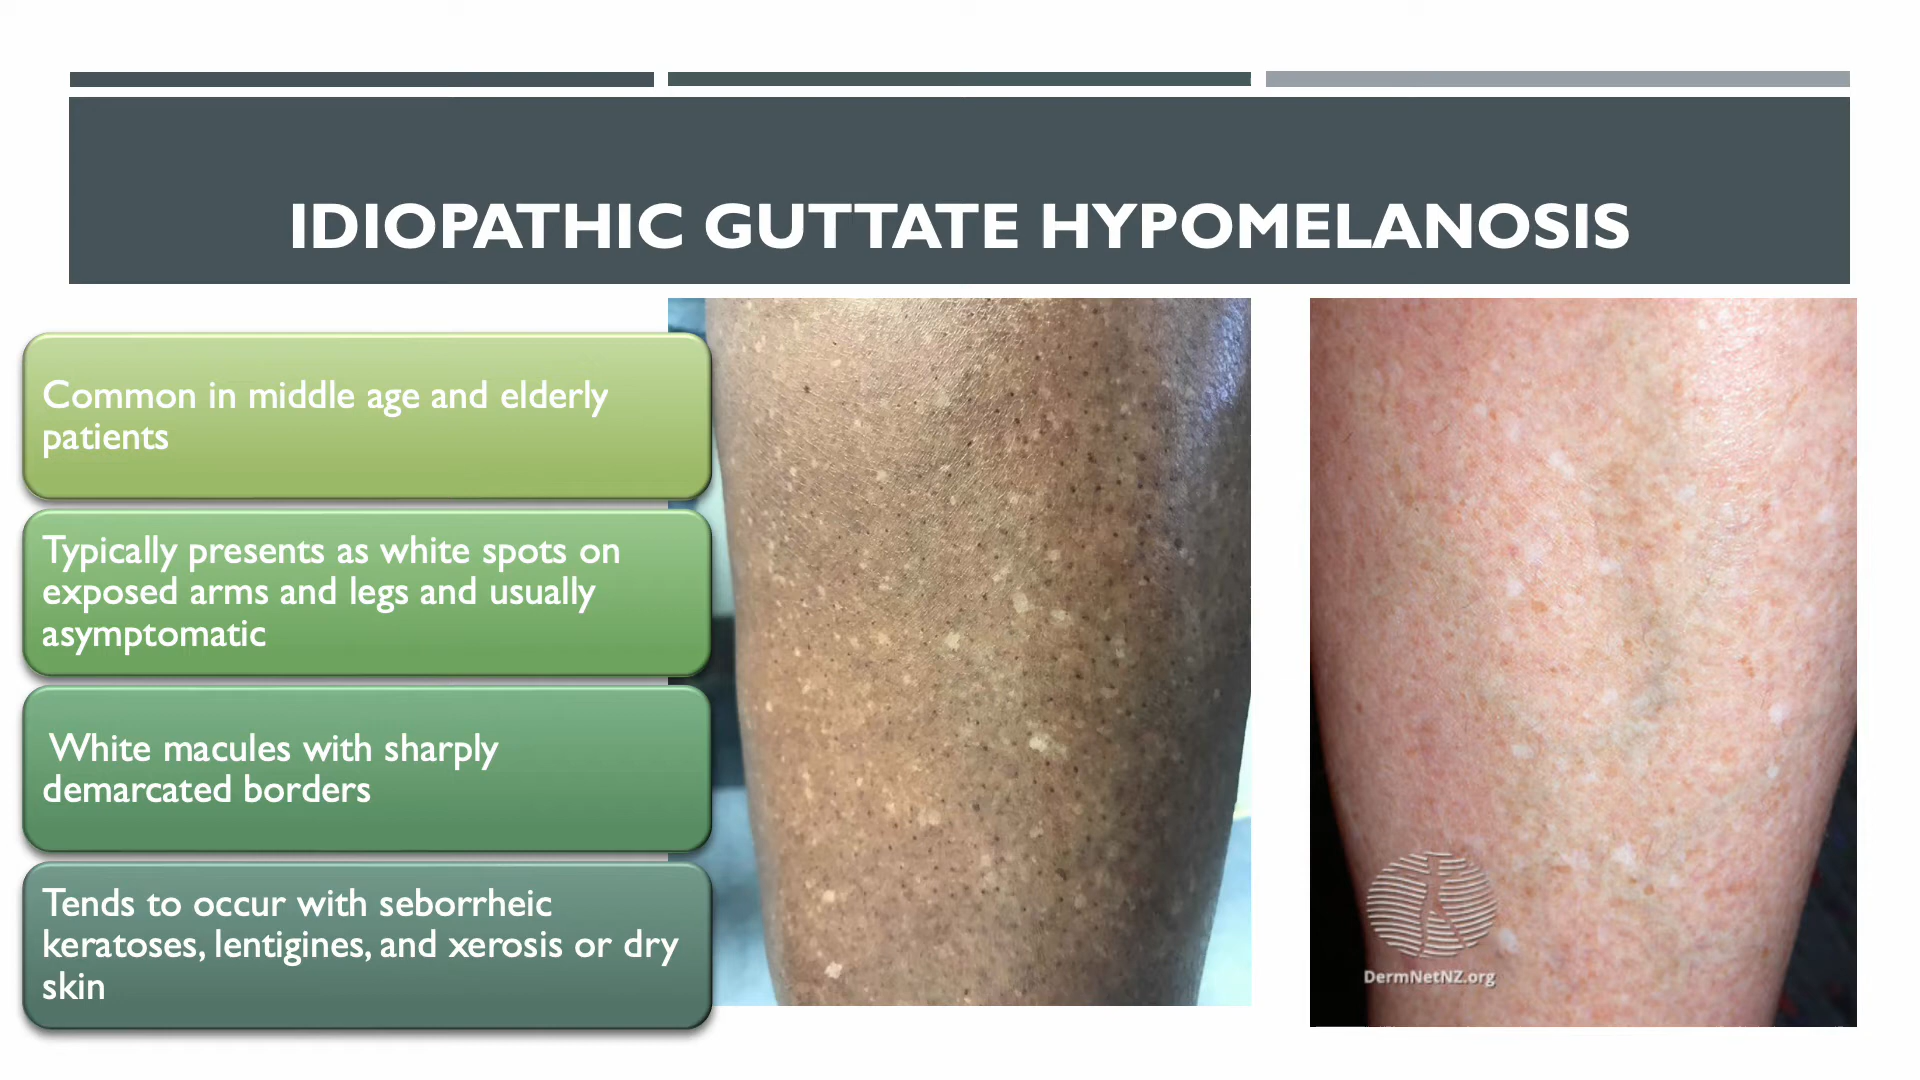 IDIOPATHIC GUTTATE HYPOMELANOSIS
Common in middle age and elderly
patients
Typically presents as white spots on
exposed arms and legs and usually
asymptomatic
White macules with sharply
demarcated borders
Tends to occur with seborrheic
keratoses, lentigines, and xerosis or dry
skin
DermNetNZ.org